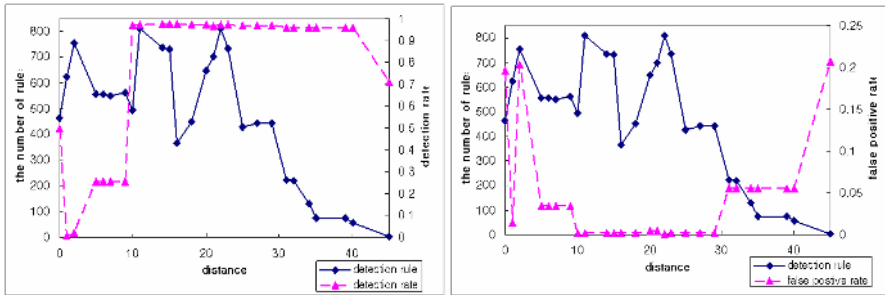 the number of rule:
800
700
600
500
400
300
200
100
0
1
0.9
0.8
0.7
0.6
0.5
0.4
0.3
0.2
0.1
0
detection rate
0 10 20 30 40
distance
detection rule
detection rate
the number of rule:
800
700
600
500
400
300
200
100
0
0.25
0.2
0.15
0.1
0.05
0
false positive rate
0 10 20 30 40
distance
detection rule
false postive rate